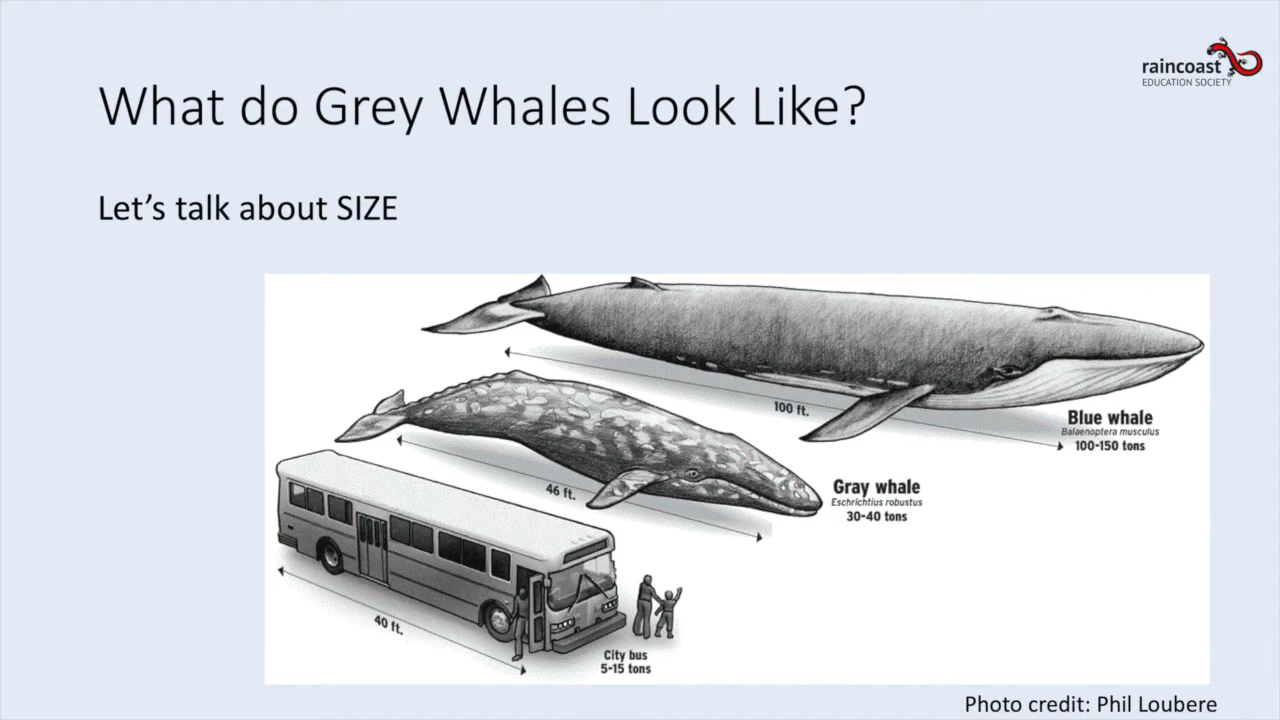 raincoast
EDUCATION SOCIETY
What do Grey Whales Look Like?
Let’s talk about SIZE
100 ft.
Blue whale
Balaenoptera musculus
100-150 tons
46 ft.
Gray whale
Eschrichtius robustus
30-40 tons
40 ft.
City bus
5-15 tons
Photo credit: Phil Loubere